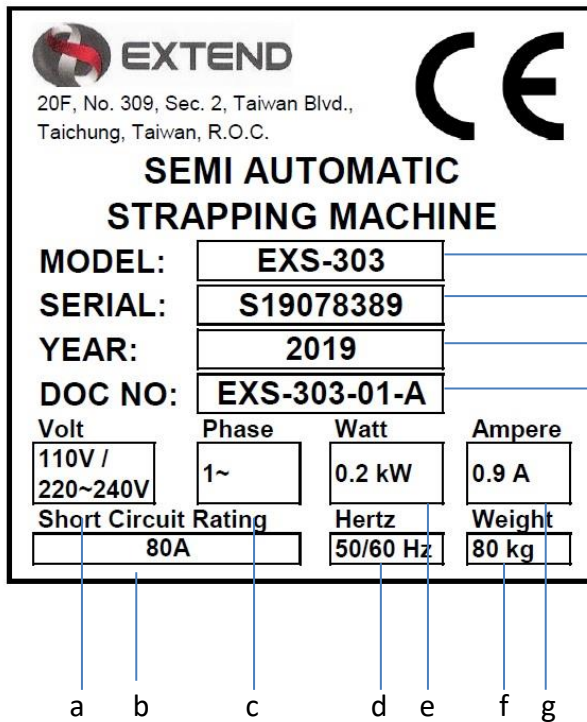 EXTEND
CE
20F, No. 309, Sec. 2, Taiwan Blvd.,
Taichung, Taiwan, R.O.C.
SEMI AUTOMATIC
STRAPPING MACHINE
MODEL: EXS-303
SERIAL: S19078389
YEAR: 2019
DOC NO: EXS-303-01-A
Volt Phase Watt Ampere
110V /
220~240V 1~ 0.2 kW 0.9 A
Short Circuit Rating Hertz Weight
80A 50/60 Hz 80 kg
a b c d e f g